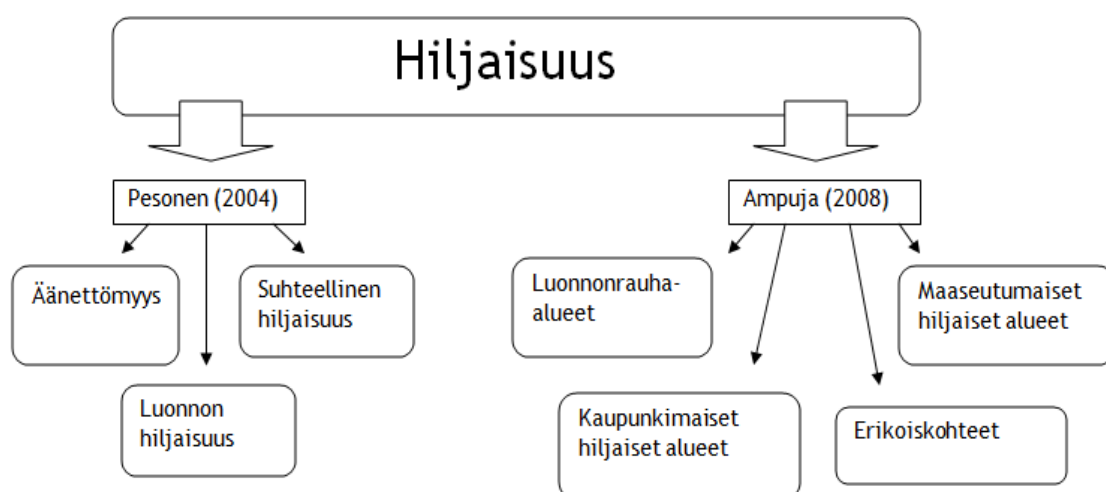 Hiljaisuus
Pesonen (2004)
Äänettömyys
Suhteellinen
hiljaisuus
Luonnon
hiljaisuus
Ampuja (2008)
Luonnonrauha-
alueet
Maaseutumaiset
hiljaiset alueet
Kaupunkimaiset
hiljaiset alueet
Erikoiskohteet